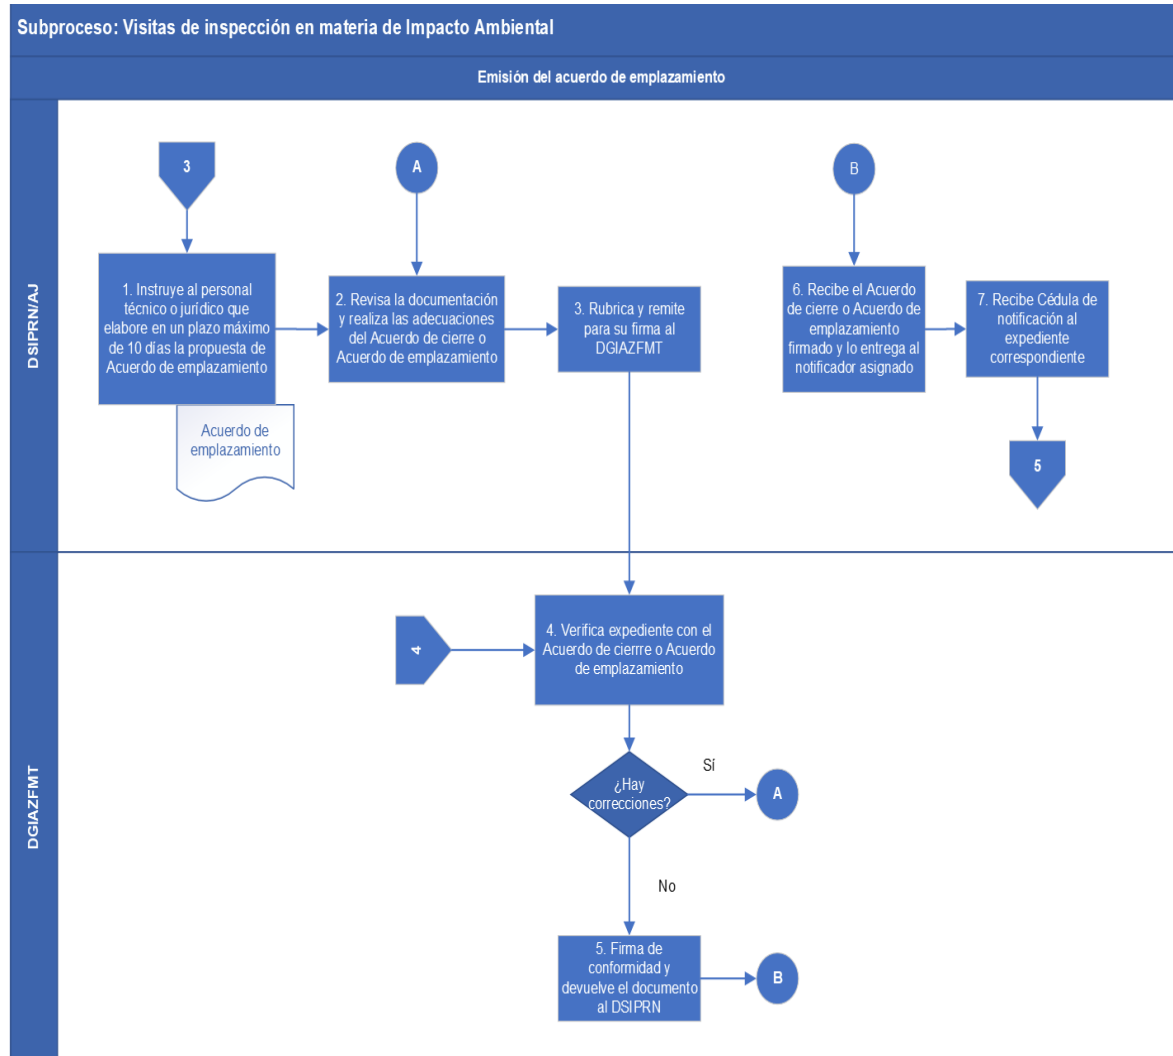 Subproceso: Visitas de inspección en materia de Impacto Ambiental
Emisión del acuerdo de emplazamiento
DSIPRN/AJ
3
A
B
1. Instruye al personal
técnico o jurídico que
elabore en un plazo máximo
de 10 días la propuesta de
Acuerdo de emplazamiento
Acuerdo de
emplazamiento
2. Revisa la documentación
y realiza las adecuaciones
del Acuerdo de cierre o
Acuerdo de emplazamiento
3. Rubrica y remite
para su firma al
DGIAZFMT
6. Recibe el Acuerdo
de cierre o Acuerdo de
emplazamiento
firmado y lo entrega al
notificador asignado
7. Recibe Cédula de
notificación al
expediente
correspondiente
5
DGIAZFMT
4
4. Verifica expediente con el
Acuerdo de cierrre o Acuerdo
de emplazamiento
¿Hay
correcciones?
Sí
A
No
5. Firma de
conformidad y
devuelve el documento
al DSIPRN
B